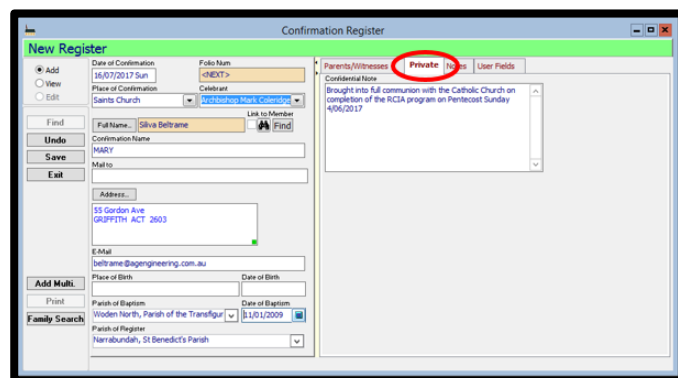 Confirmation Register
New Register
Add
View
Edit
Find
Undo
Save
Exit
Add Multi.
Print
Family Search
Date of Confirmation
Folio Num
16/07/2017 Sun
<NEXT>
Place of Confirmation
Celebrant
Saints Church
Archbishop Mark Coleridge
Link to Member
Full Name..
Silva Beltrame
Find
Confirmation Name
MARY
Mail to
Address...
55 Gordon Ave
GRIFFITH ACT 2603
E-Mail
beltrame@agengineering.com.au
Place of Birth
Date of Birth
Parish of Baptism
Date of Baptism
Woden North, Parish of the Transfigur
11/01/2009
Parish of Register
Narrabundah, St Benedict's Parish
Parents/Witnesses
Private
Notes
User Fields
Confidential Note
Brought into full communion with the Catholic Church on
completion of the RCIA program on Pentecost Sunday
4/06/2017